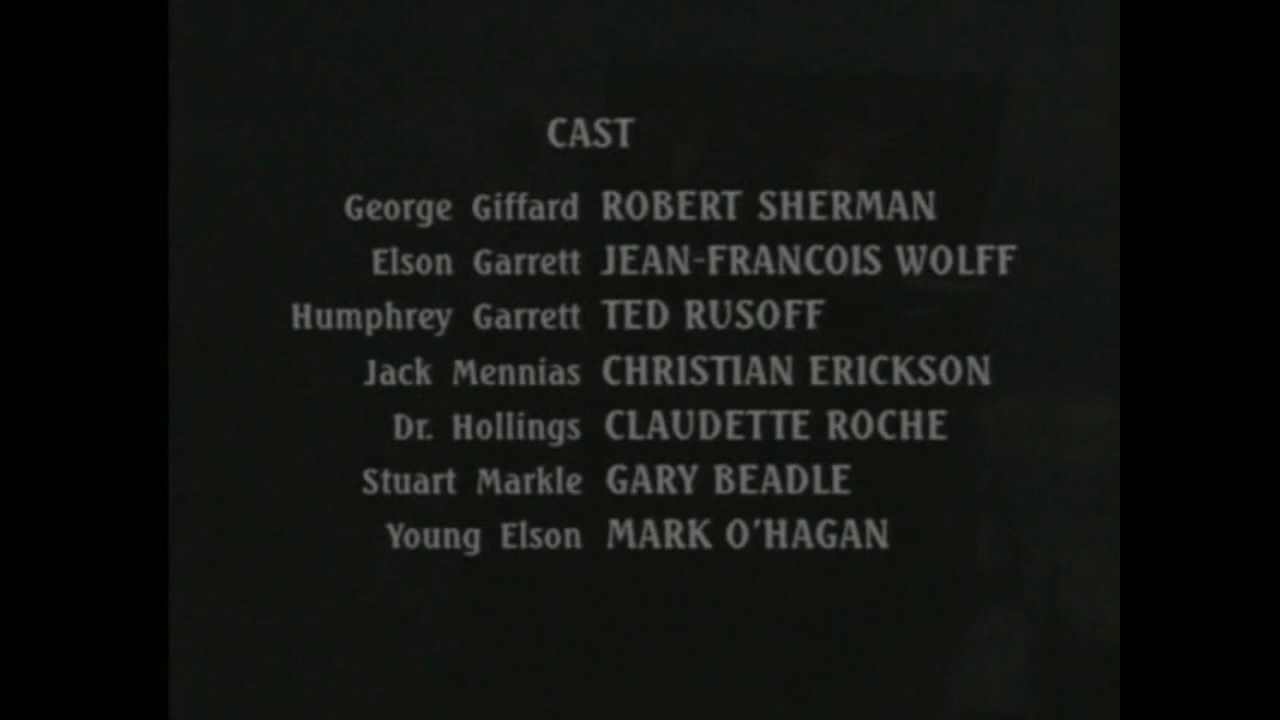 CAST
George Giffard ROBERT SHERMAN
Elson Garrett JEAN-FRANCOIS WOLFF
Humphrey Garrett TED RUSOFF
Jack Mennias CHRISTIAN ERICKSON
Dr. Hollings CLAUDETTE ROCHE
Stuart Markle GARY BEADLE
Young Elson MARK O'HAGAN